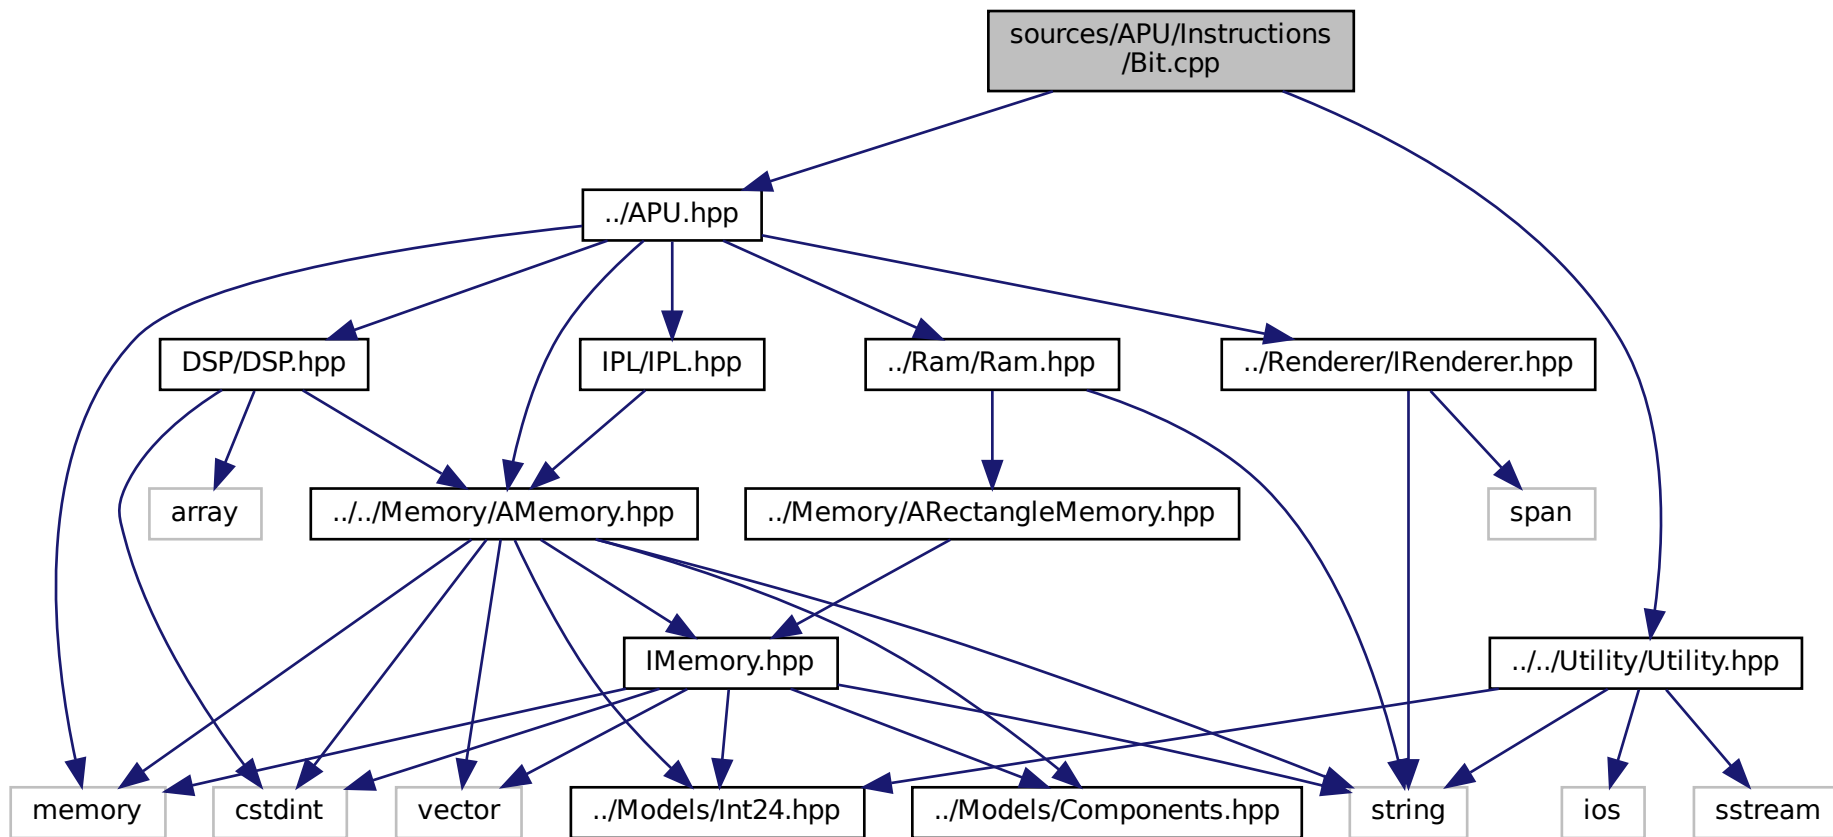 sources/APU/Instructions
/Bit.cpp
../APU.hpp
DSP/DSP.hpp
IPL/IPL.hpp
../Ram/Ram.hpp
../Renderer/IRenderer.hpp
array
../../Memory/AMemory.hpp
../Memory/ARectangleMemory.hpp
span
IMemory.hpp
../../Utility/Utility.hpp
memory
cstdint
vector
../Models/Int24.hpp
../Models/Components.hpp
string
ios
sstream